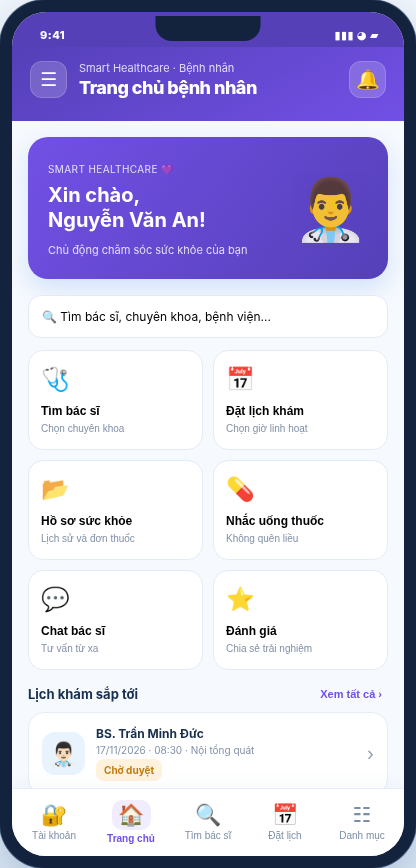 9:41
Smart Healthcare · Bệnh nhân
Trang chủ bệnh nhân
SMART HEALTHCARE 💜
Xin chào,
Nguyễn Văn An!
Chủ động chăm sóc sức khỏe của bạn
🔍 Tìm bác sĩ, chuyên khoa, bệnh viện...
Tìm bác sĩ
Chọn chuyên khoa
Đặt lịch khám
Chọn giờ linh hoạt
Hồ sơ sức khỏe
Lịch sử và đơn thuốc
Nhắc uống thuốc
Không quên liều
Chat bác sĩ
Tư vấn từ xa
Đánh giá
Chia sẻ trải nghiệm
Lịch khám sắp tới
Xem tất cả ›
BS. Trần Minh Đức
17/11/2026 · 08:30 · Nội tổng quát
Chờ duyệt
Tài khoản
Trang chủ
Tìm bác sĩ
Đặt lịch
Danh mục